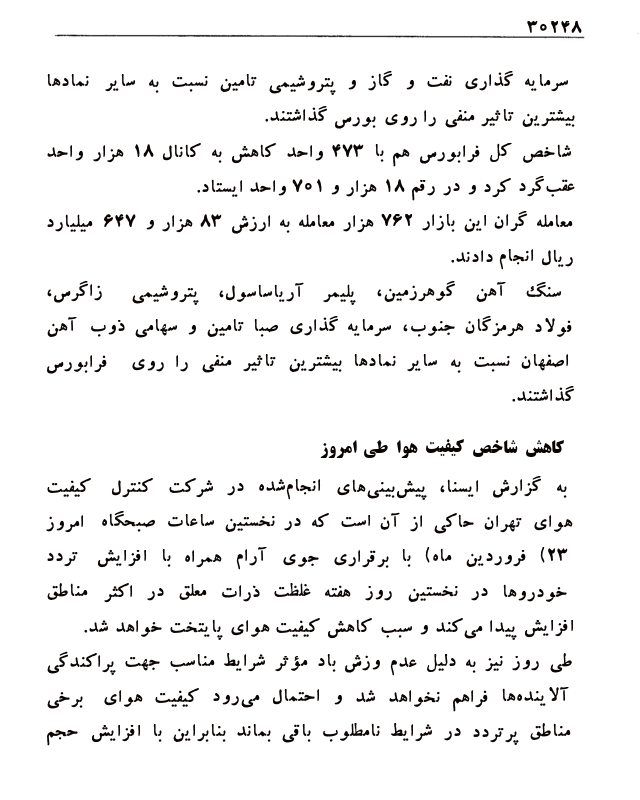 ۳۰۲۴۸
سرمایه گذاری نفت و گاز و پتروشیمی تامین نسبت به سایر نمادها
بیشترین تاثیر منفی را روی بورس گذاشتند.
شاخص کل فرابورس هم با ۴۷۳ واحد کاهش به کانال ۱۸ هزار واحد
عقب‌گرد کرد و در رقم ۱۸ هزار و ۷۰۱ واحد ایستاد.
معامله گران این بازار ۷۶۲ هزار معامله به ارزش ۸۳ هزار و ۶۴۷ میلیارد
ریال انجام دادند.
سنگ آهن گوهرزمین، پلیمر آریاساسول، پتروشیمی زاگرس،
فولاد هرمزگان جنوب، سرمایه گذاری صبا تامین و سهامی ذوب آهن
اصفهان نسبت به سایر نمادها بیشترین تاثیر منفی را روی فرابورس
گذاشتند.
کاهش شاخص کیفیت هوا طی امروز
به گزارش ایسنا، پیش‌بینی‌های انجام‌شده در شرکت کنترل کیفیت
هوای تهران حاکی از آن است که در نخستین ساعات صبحگاه امروز
۲۳) فروردین ماه) با برقراری جوی آرام همراه با افزایش تردد
خودروها در نخستین روز هفته غلظت ذرات معلق در اکثر مناطق
افزایش پیدا می‌کند و سبب کاهش کیفیت هوای پایتخت خواهد شد.
طی روز نیز به دلیل عدم وزش باد مؤثر شرایط مناسب جهت پراکندگی
آلاینده‌ها فراهم نخواهد شد و احتمال می‌رود کیفیت هوای برخی
مناطق پرتردد در شرایط نامطلوب باقی بماند بنابراین با افزایش حجم